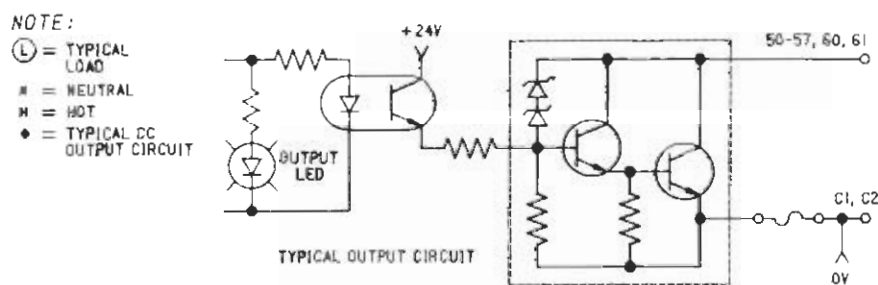 NOTE:
L = TYPICAL
LOAD
N = NEUTRAL
H = HOT
◆ = TYPICAL DC
OUTPUT CIRCUIT
+24V
OUTPUT
LED
TYPICAL OUTPUT CIRCUIT
50-57, 60, 61
C1, C2
0V